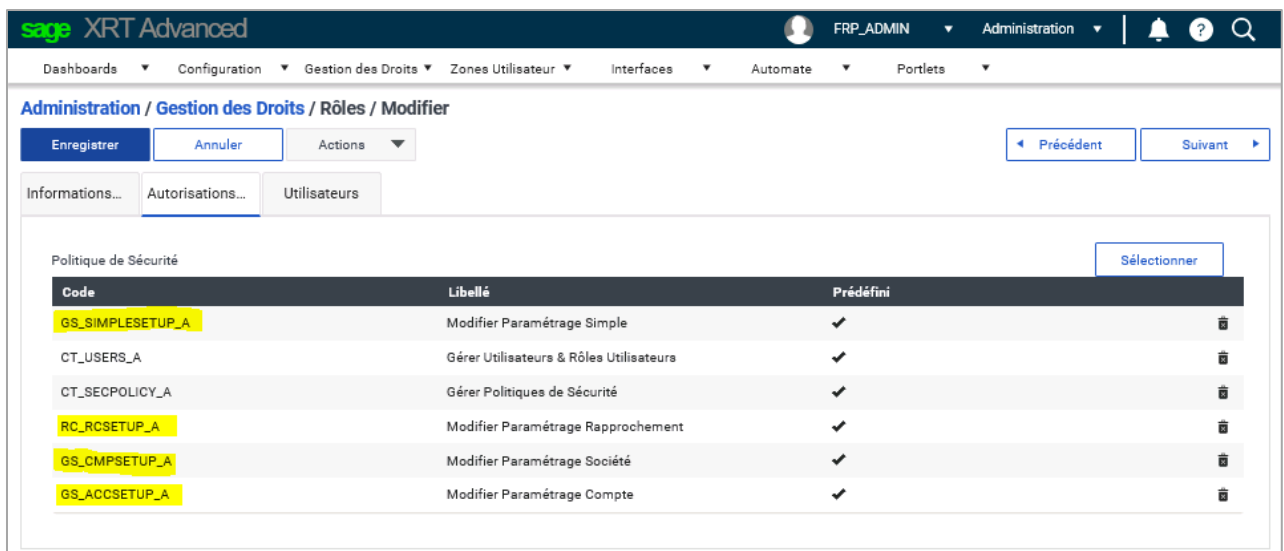 sage XRT Advanced FRP_ADMIN Administration ?
Dashboards Configuration Gestion des Droits Zones Utilisateur Interfaces Automate Portlets
Administration / Gestion des Droits / Rôles / Modifier
Enregistrer Annuler Actions Précédent Suivant
Informations... Autorisations... Utilisateurs
Politique de Sécurité Sélectionner
Code Libellé Prédéfini
GS_SIMPLESETUP_A Modifier Paramétrage Simple
CT_USERS_A Gérer Utilisateurs & Rôles Utilisateurs
CT_SECPOLICY_A Gérer Politiques de Sécurité
RC_RCSETUP_A Modifier Paramétrage Rapprochement
GS_CMPSETUP_A Modifier Paramétrage Société
GS_ACCSETUP_A Modifier Paramétrage Compte